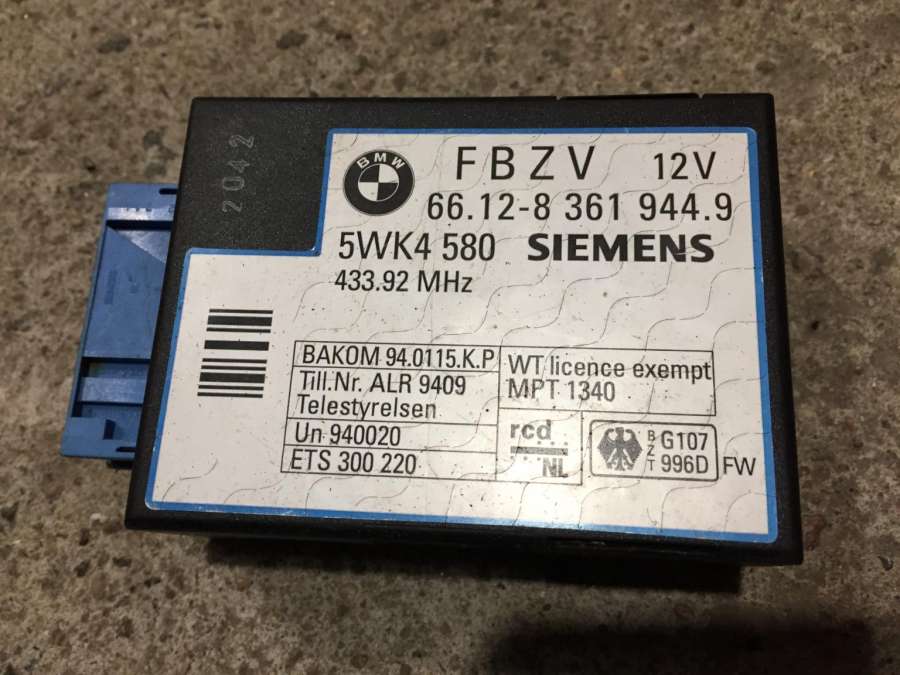 2042
BMW
FBZV 12V
66.12-8 361 944.9
5WK4 580 SIEMENS
433.92 MHz
BAKOM 94.0115.K.P
Till.Nr. ALR 9409
Telestyrelsen
Un 940020
ETS 300 220
WT licence exempt
MPT 1340
rcd
NL
BZT G107
996D FW